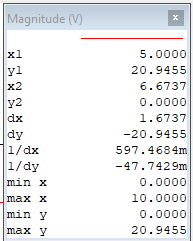 Magnitude (V) x
x1 5.0000
y1 20.9455
x2 6.6737
y2 0.0000
dx 1.6737
dy -20.9455
1/dx 597.4684m
1/dy -47.7429m
min x 0.0000
max x 10.0000
min y 0.0000
max y 20.9455